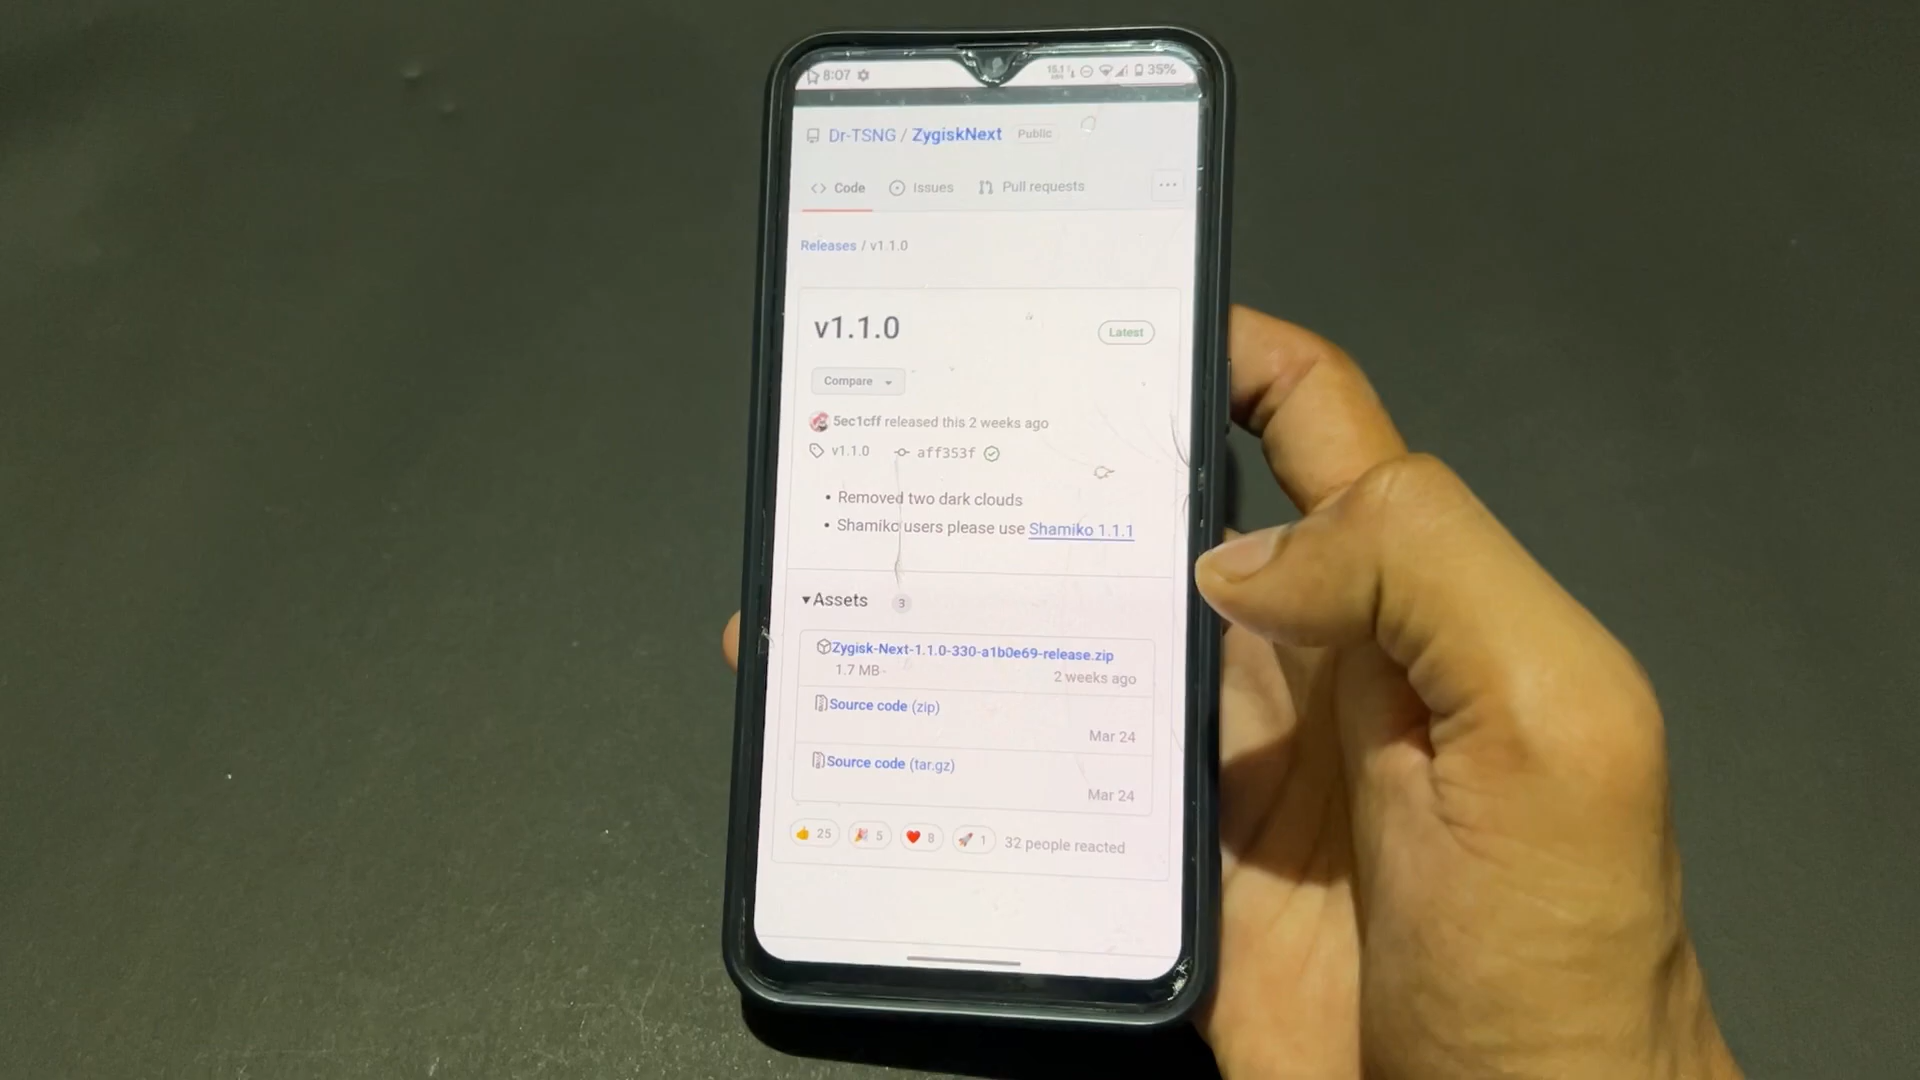 8:07 35%
Dr-TSNG / ZygiskNext Public
Code Issues Pull requests ...
Releases / v1.1.0
v1.1.0 Latest
Compare
5ec1cff released this 2 weeks ago
v1.1.0 aff353f
• Removed two dark clouds
• Shamiko users please use Shamiko 1.1.1
Assets 3
Zygisk-Next-1.1.0-330-a1b0e69-release.zip
1.7 MB 2 weeks ago
Source code (zip)
Mar 24
Source code (tar.gz)
Mar 24
👍 25 🎉 5 ❤️ 8 🚀 1 32 people reacted